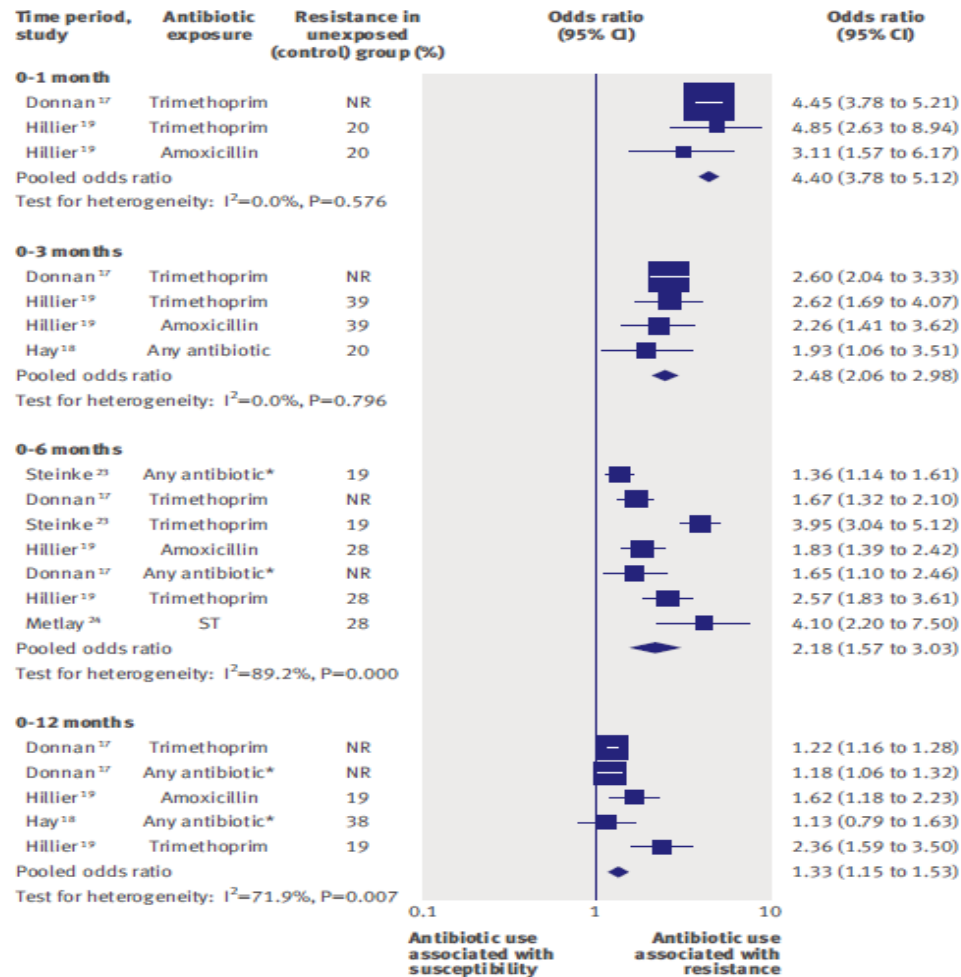 Time period, study Antibiotic exposure Resistance in unexposed (control) group (%) Odds ratio (95% CI) Odds ratio (95% CI)
0-1 month
Donnan 17 Trimethoprim NR 4.45 (3.78 to 5.21)
Hillier 19 Trimethoprim 20 4.85 (2.63 to 8.94)
Hillier 19 Amoxicillin 20 3.11 (1.57 to 6.17)
Pooled odds ratio 4.40 (3.78 to 5.12)
Test for heterogeneity: I²=0.0%, P=0.576
0-3 months
Donnan 17 Trimethoprim NR 2.60 (2.04 to 3.33)
Hillier 19 Trimethoprim 39 2.62 (1.69 to 4.07)
Hillier 19 Amoxicillin 39 2.26 (1.41 to 3.62)
Hay 18 Any antibiotic 20 1.93 (1.06 to 3.51)
Pooled odds ratio 2.48 (2.06 to 2.98)
Test for heterogeneity: I²=0.0%, P=0.796
0-6 months
Steinke 23 Any antibiotic* 19 1.36 (1.14 to 1.61)
Donnan 17 Trimethoprim NR 1.67 (1.32 to 2.10)
Steinke 23 Trimethoprim 19 3.95 (3.04 to 5.12)
Hillier 19 Amoxicillin 28 1.83 (1.39 to 2.42)
Donnan 17 Any antibiotic* NR 1.65 (1.10 to 2.46)
Hillier 19 Trimethoprim 28 2.57 (1.83 to 3.61)
Metlay 24 ST 28 4.10 (2.20 to 7.50)
Pooled odds ratio 2.18 (1.57 to 3.03)
Test for heterogeneity: I²=89.2%, P=0.000
0-12 months
Donnan 17 Trimethoprim NR 1.22 (1.16 to 1.28)
Donnan 17 Any antibiotic* NR 1.18 (1.06 to 1.32)
Hillier 19 Amoxicillin 19 1.62 (1.18 to 2.23)
Hay 18 Any antibiotic* 38 1.13 (0.79 to 1.63)
Hillier 19 Trimethoprim 19 2.36 (1.59 to 3.50)
Pooled odds ratio 1.33 (1.15 to 1.53)
Test for heterogeneity: I²=71.9%, P=0.007
0.1 1 10
Antibiotic use associated with susceptibility
Antibiotic use associated with resistance